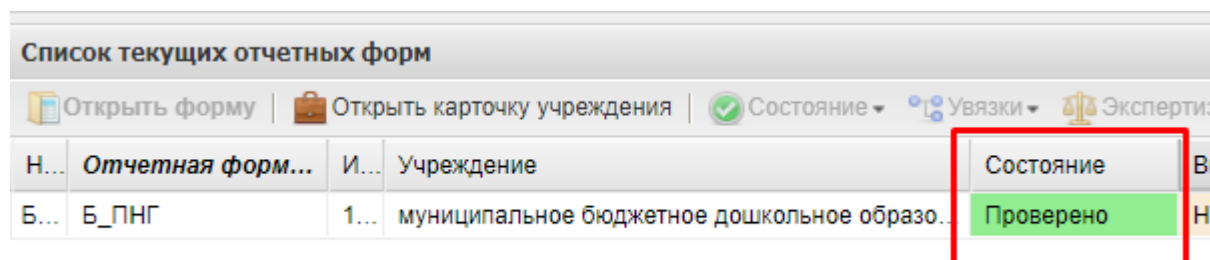 Список текущих отчетных форм
Открыть форму Открыть карточку учреждения Состояние Увязки Эксперти
Н... Отчетная форм... И... Учреждение Состояние В
Б... Б_ПНГ 1... муниципальное бюджетное дошкольное образо... Проверено Н